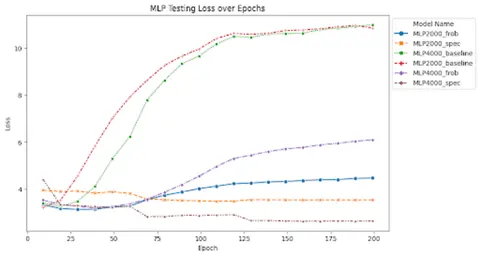 MLP Testing Loss over Epochs
Model Name
MLP2000_frob
MLP2000_spec
MLP4000_baseline
MLP2000_baseline
MLP4000_frob
MLP4000_spec
Loss
10
8
6
4
0 25 50 75 100 125 150 175 200
Epoch